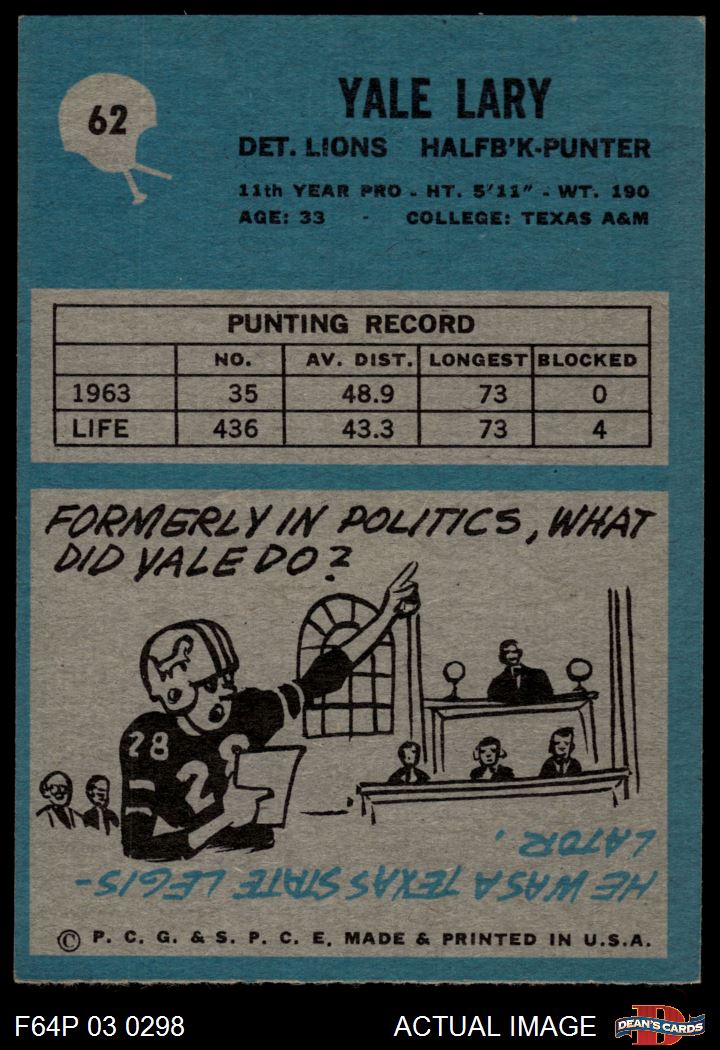 62
YALE LARY
DET. LIONS HALFB'K-PUNTER
11th YEAR PRO - HT. 5'11" - WT. 190
AGE: 33 - COLLEGE: TEXAS A&M
PUNTING RECORD
NO. AV. DIST. LONGEST BLOCKED
1963 35 48.9 73 0
LIFE 436 43.3 73 4
FORMERLY IN POLITICS, WHAT
DID YALE DO?
28
2
HE WAS A TEXAS STATE LEGIS-
LATOR.
© P. C. G. & S. P. C. E. MADE & PRINTED IN U.S.A.
F64P 03 0298 ACTUAL IMAGE D DEAN'S CARDS